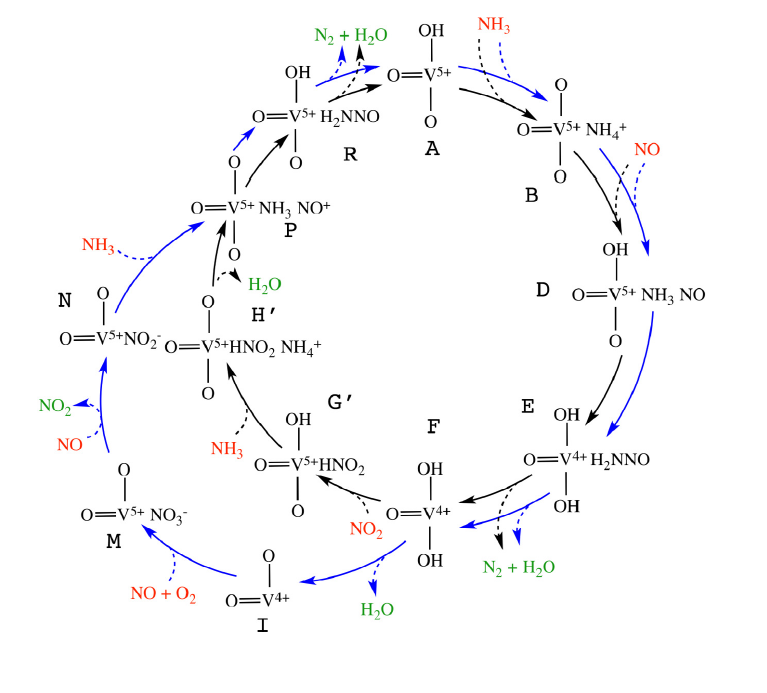 N₂ + H₂O
OH
O=V⁵⁺
O
A
NH₃
O
O=V⁵⁺ NH₄⁺
O
B
NO
OH
O=V⁵⁺ NH₃ NO
O
D
E
OH
O=V⁴⁺ H₂NNO
OH
N₂ + H₂O
F
OH
O=V⁴⁺
OH
NO₂
H₂O
G′
OH
O=V⁵⁺HNO₂
O
NH₃
H′
O
O=V⁵⁺HNO₂ NH₄⁺
O
H₂O
O
O=V⁴⁺
I
NO + O₂
O
O=V⁵⁺ NO₃⁻
M
NO₂
NO
N
O
O=V⁵⁺NO₂⁻
NH₃
O
O=V⁵⁺ NH₃ NO⁺
O
P
OH
O=V⁵⁺ H₂NNO
O
R